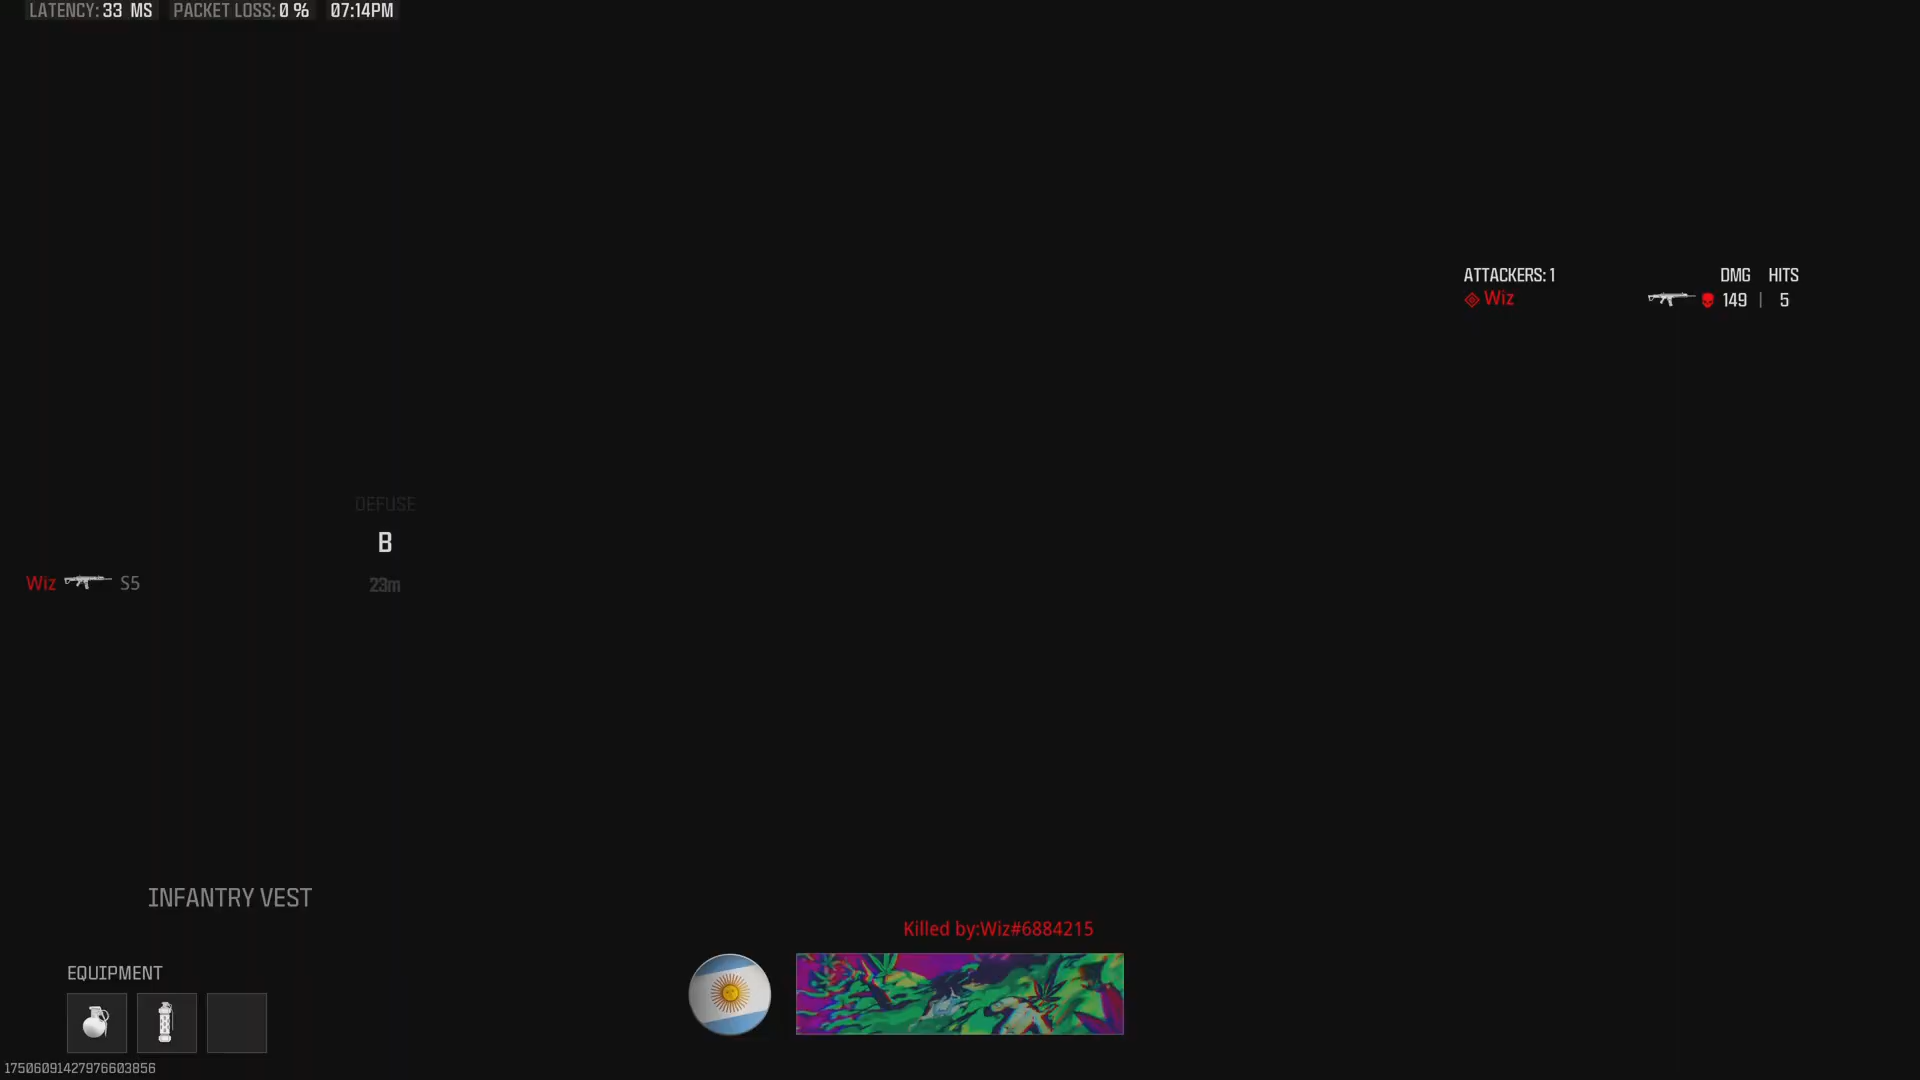 LATENCY: 33 MS PACKET LOSS: 0 % 07:14PM
ATTACKERS: 1 DMG HITS
Wiz 149 | 5
DEFUSE
B
23m
Wiz S5
INFANTRY VEST
Killed by:Wiz#6884215
EQUIPMENT
17506091427976603856